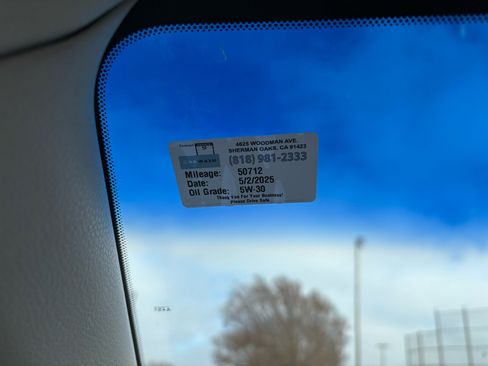 4625 WOODMAN AVE.
SHERMAN OAKS, CA 91423
(818) 981-2333
Mileage: 50712
Date: 5/2/2025
Oil Grade: 5W-30
Thank You For Your Business!
Please Drive Safe